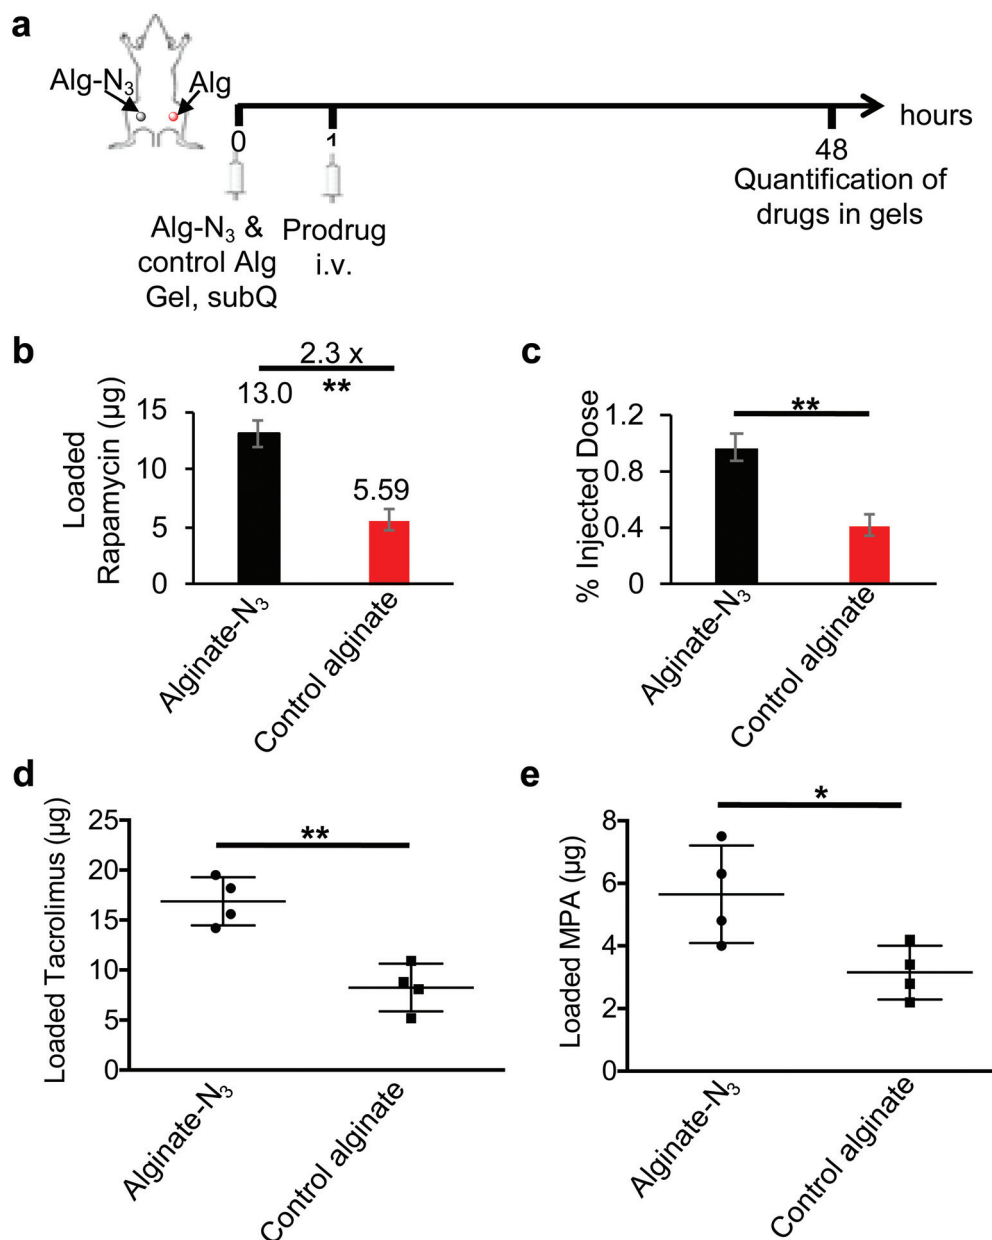 a
Alg-N₃
Alg
hours
0
1
48
Alg-N₃ &
control Alg
Gel, subQ
Prodrug
i.v.
Quantification of
drugs in gels
b
2.3 x
**
13.0
5.59
Loaded
Rapamycin (µg)
15
10
5
0
Alginate-N₃
Control alginate
c
**
% Injected Dose
1.2
0.8
0.4
0
Alginate-N₃
Control alginate
d
**
Loaded Tacrolimus (µg)
25
20
15
10
5
0
Alginate-N₃
Control alginate
e
*
Loaded MPA (µg)
8
6
4
2
0
Alginate-N₃
Control alginate